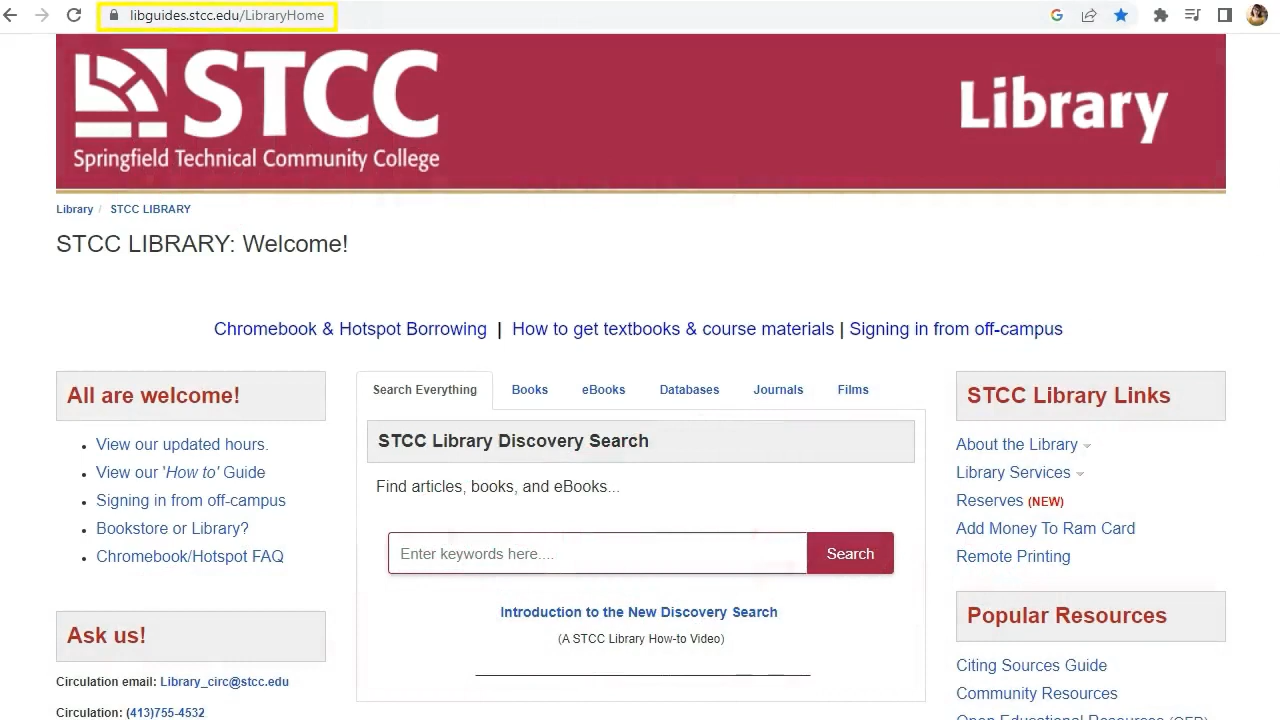 libguides.stcc.edu/LibraryHome
STCC
Springfield Technical Community College
Library
Library / STCC LIBRARY
STCC LIBRARY: Welcome!
Chromebook & Hotspot Borrowing | How to get textbooks & course materials | Signing in from off-campus
All are welcome!
View our updated hours.
View our 'How to' Guide
Signing in from off-campus
Bookstore or Library?
Chromebook/Hotspot FAQ
Ask us!
Circulation email: Library_circ@stcc.edu
Circulation: (413)755-4532
Search Everything Books eBooks Databases Journals Films
STCC Library Discovery Search
Find articles, books, and eBooks...
Enter keywords here.... Search
Introduction to the New Discovery Search
(A STCC Library How-to Video)
STCC Library Links
About the Library
Library Services
Reserves (NEW)
Add Money To Ram Card
Remote Printing
Popular Resources
Citing Sources Guide
Community Resources
Open Educational Resources (OER)